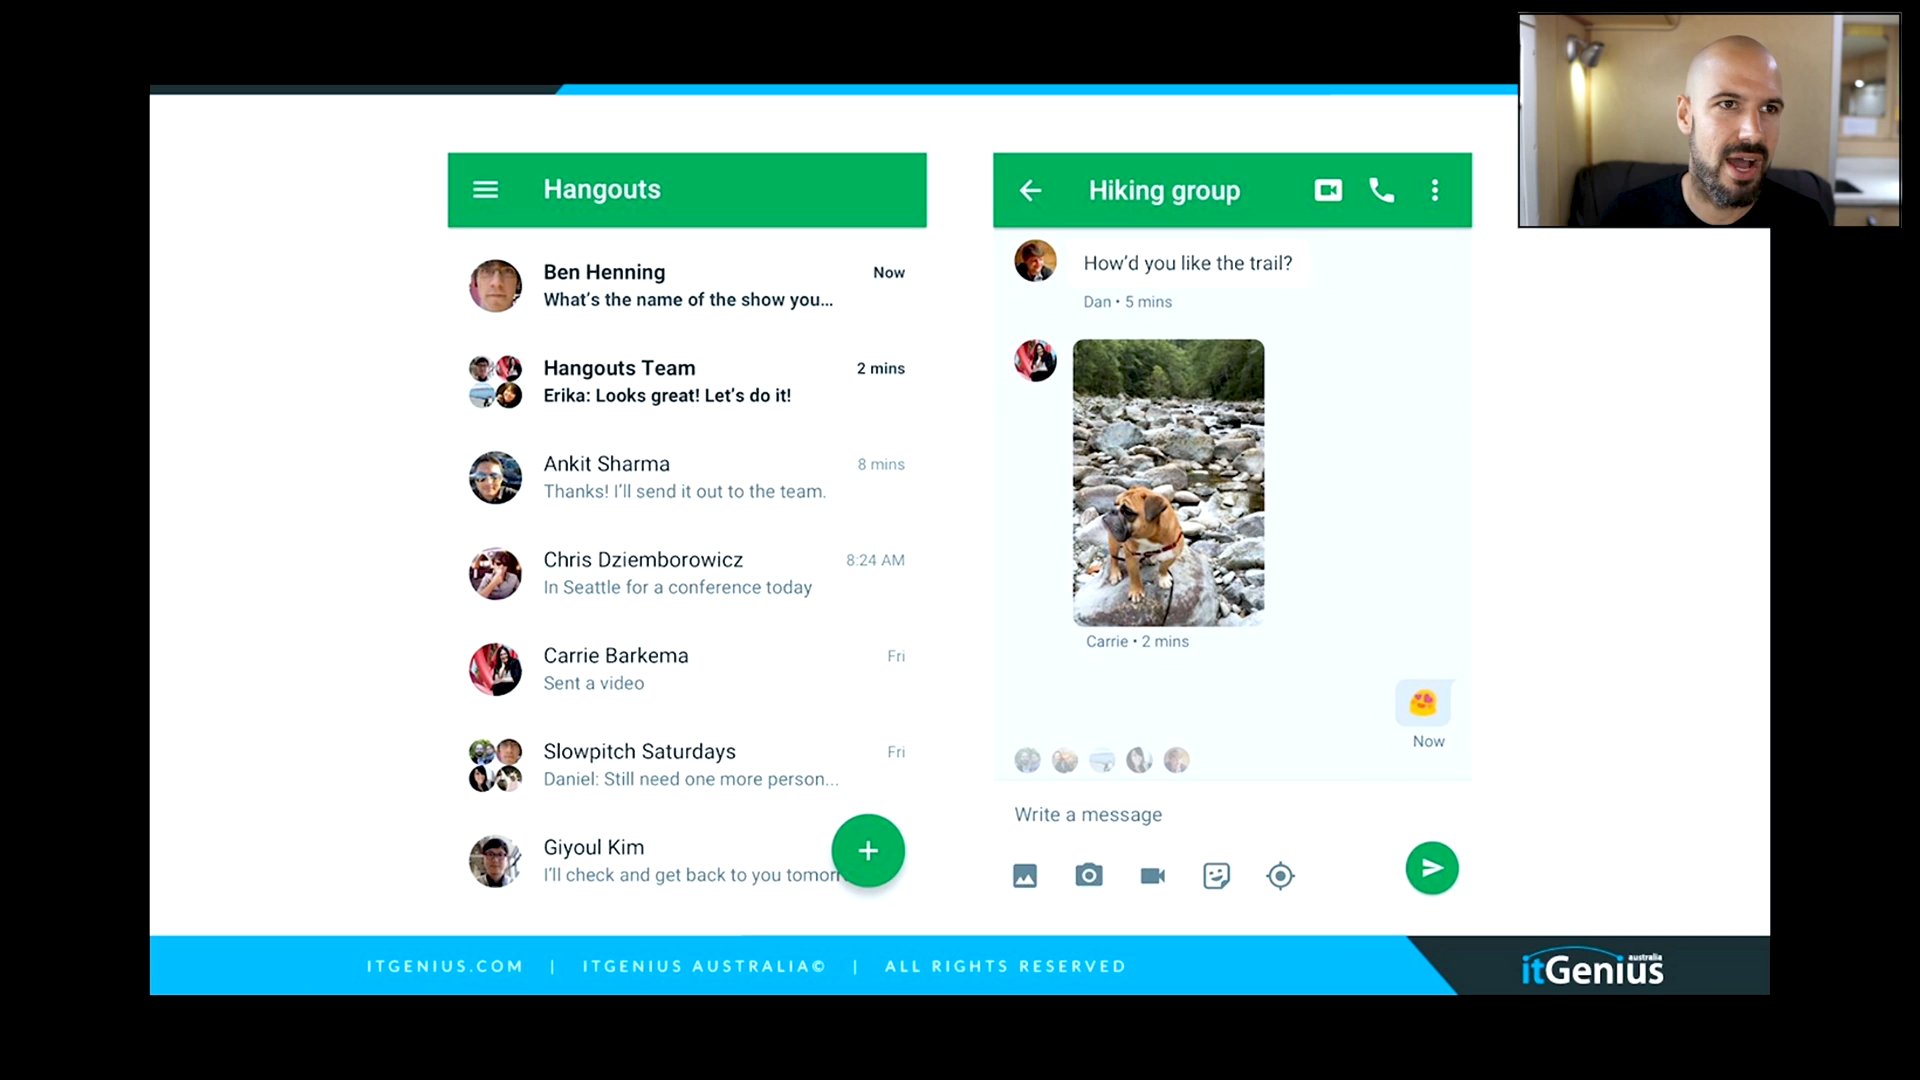 Hangouts
Ben Henning
Now
What's the name of the show you...
Hangouts Team
2 mins
Erika: Looks great! Let's do it!
Ankit Sharma
8 mins
Thanks! I'll send it out to the team.
Chris Dziemborowicz
8:24 AM
In Seattle for a conference today
Carrie Barkema
Fri
Sent a video
Slowpitch Saturdays
Fri
Daniel: Still need one more person...
Giyoul Kim
I'll check and get back to you
Hiking group
How'd you like the trail?
Dan • 5 mins
Carrie • 2 mins
Now
Write a message
ITGENIUS.COM | ITGENIUS AUSTRALIA© | ALL RIGHTS RESERVED
australia
itGenius